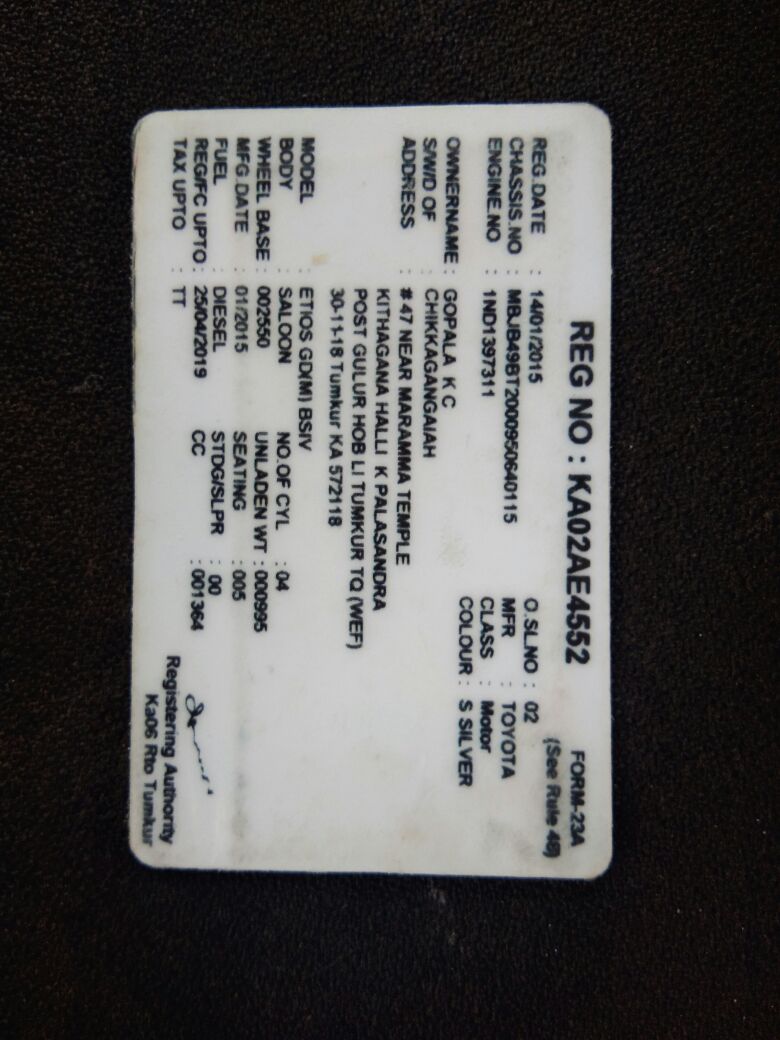 FORM-23A
(See Rule 48)
REG NO : KA02AE4552
REG.DATE : 14/01/2015 O.SL.NO : 02
CHASSIS.NO : MBJB49BT2000950640115 MFR : TOYOTA
ENGINE.NO : 1ND1397311 CLASS : Motor
COLOUR : S SILVER
OWNERNAME : GOPALA K C
S/W/D OF : CHIKKAGANGAIAH
ADDRESS : # 47 NEAR MARAMMA TEMPLE
KITHAGANA HALLI K PALASANDRA
POST GULUR HOB LI TUMKUR TQ (WEF)
30-11-18 Tumkur KA 572118
MODEL : ETIOS GD(M) BSIV
BODY : SALOON NO.OF CYL : 04
WHEEL BASE : 002550 UNLADEN WT : 000995
MFG.DATE : 01/2015 SEATING : 005
FUEL : DIESEL STDG/SLPR : 00
REG/FC UPTO : 25/04/2019 CC : 001364
TAX UPTO : TT
Registering Authority
Ka06 Rto Tumkur